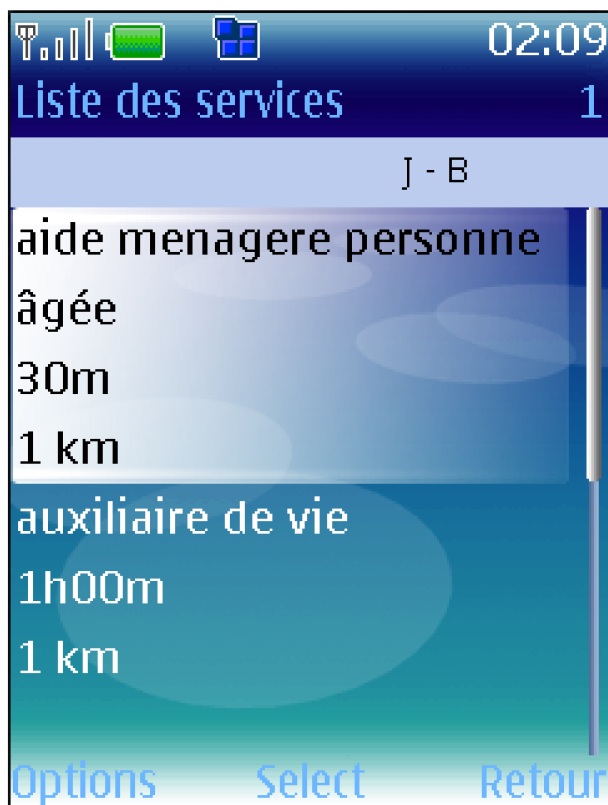 02:09
Liste des services 1
J - B
aide menagere personne
âgée
30m
1 km
auxiliaire de vie
1h00m
1 km
Options Select Retour